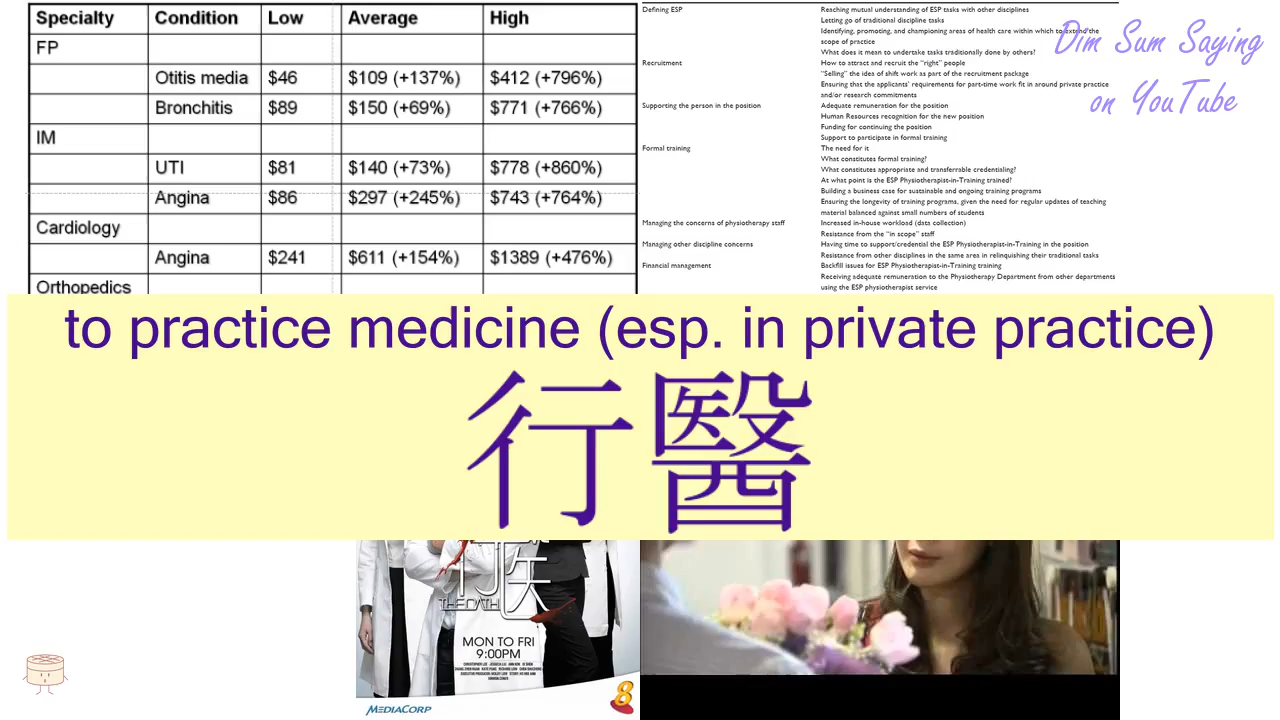 Specialty Condition Low Average High
FP
Otitis media $46 $109 (+137%) $412 (+796%)
Bronchitis $89 $150 (+69%) $771 (+766%)
IM
UTI $81 $140 (+73%) $778 (+860%)
Angina $86 $297 (+245%) $743 (+764%)
Cardiology
Angina $241 $611 (+154%) $1389 (+476%)
Orthopedics
Defining ESP Reaching mutual understanding of ESP tasks with other disciplines
Letting go of traditional discipline tasks
Identifying, promoting, and championing areas of health care within which to extend the
scope of practice
What does it mean to undertake tasks traditionally done by others?
Recruitment How to attract and recruit the “right” people
“Selling” the idea of shift work as part of the recruitment package
Ensuring that the applicants’ requirements for part-time work fit in around private practice
and/or research commitments
Supporting the person in the position Adequate remuneration for the position
Human Resources recognition for the new position
Funding for continuing the position
Support to participate in formal training
Formal training The need for it
What constitutes formal training?
What constitutes appropriate and transferrable credentialing?
At what point is the ESP Physiotherapist-in-Training trained?
Building a business case for sustainable and ongoing training programs
Ensuring the longevity of training programs, given the need for regular updates of teaching
material balanced against small numbers of students
Managing the concerns of physiotherapy staff Increased in-house workload (data collection)
Resistance from the “in scope” staff
Managing other discipline concerns Having time to support/credential the ESP Physiotherapist-in-Training in the position
Resistance from other disciplines in the same area in relinquishing their traditional tasks
Financial management Backfill issues for ESP Physiotherapist-in-Training training
Receiving adequate remuneration to the Physiotherapy Department from other departments
using the ESP physiotherapist service
Dim Sum Saying
on YouTube
to practice medicine (esp. in private practice)
行醫
THE OATH
MON TO FRI
9:00PM
MEDIACORP
8